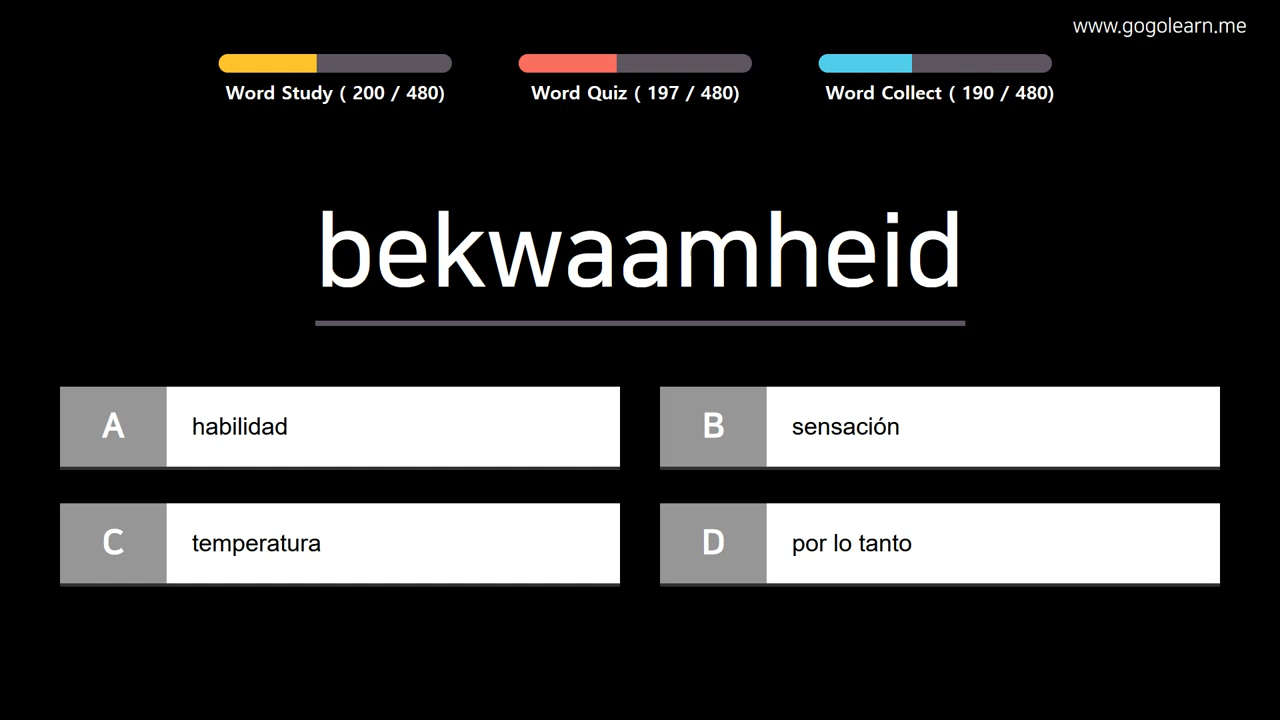 www.gogolearn.me
Word Study ( 200 / 480)
Word Quiz ( 197 / 480)
Word Collect ( 190 / 480)
bekwaamheid
A habilidad
B sensación
C temperatura
D por lo tanto